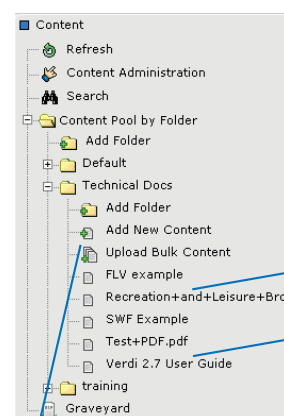 Content
Refresh
Content Administration
Search
Content Pool by Folder
Add Folder
Default
Technical Docs
Add Folder
Add New Content
Upload Bulk Content
FLV example
Recreation+and+Leisure+Bro
SWF Example
Test+PDF.pdf
Verdi 2.7 User Guide
training
Graveyard